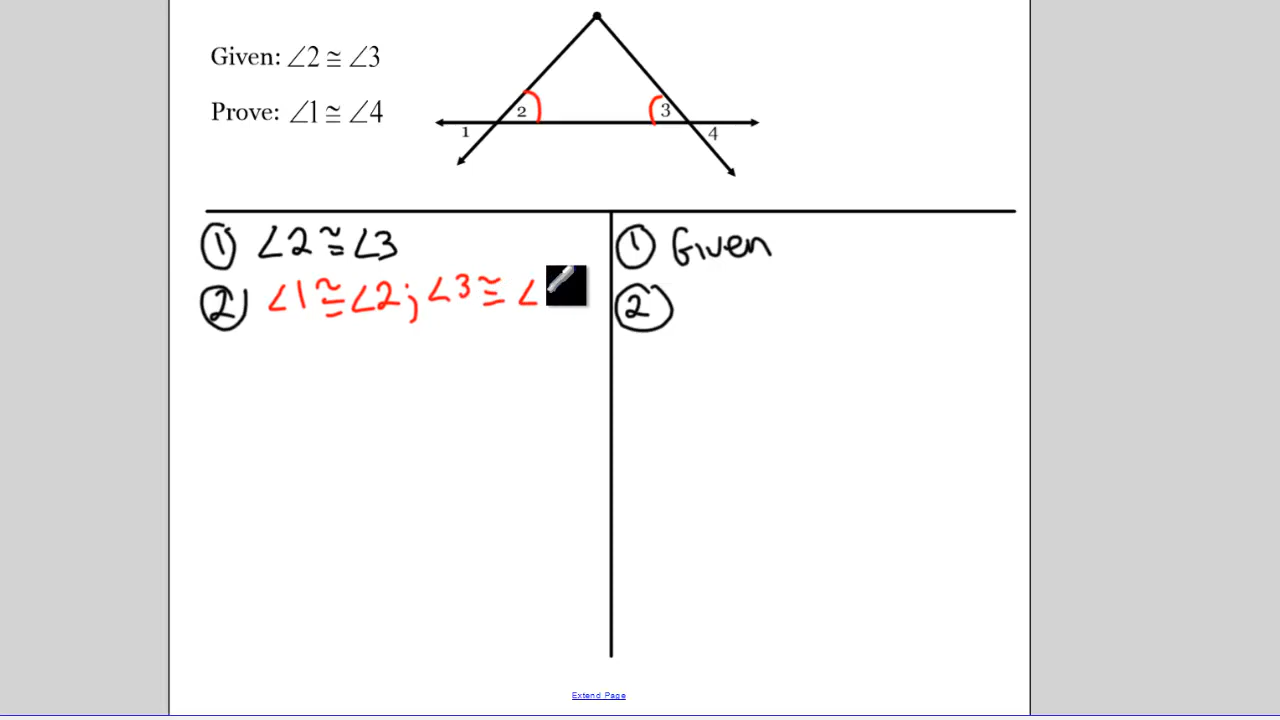 Given: ∠2 ≅ ∠3
Prove: ∠1 ≅ ∠4
2
3
1
4
① ∠2 ≅ ∠3
① Given
② ∠1 ≅ ∠2 ; ∠3 ≅ ∠
②
Extend Page